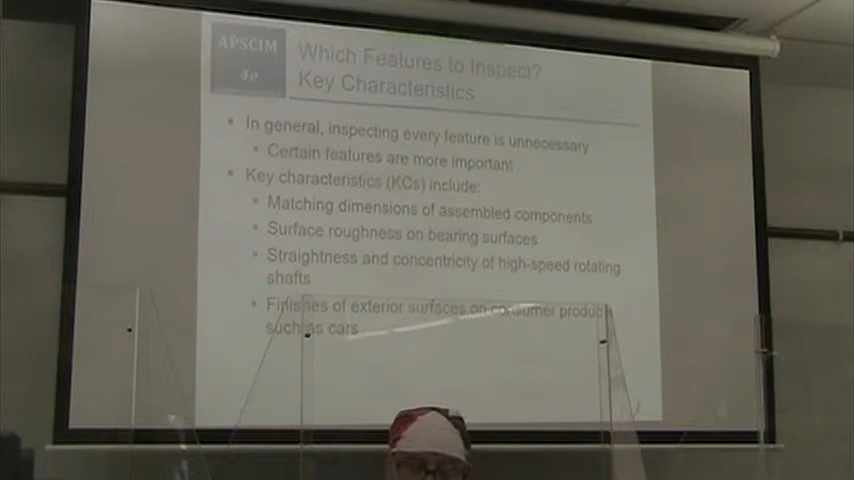 APSCIM
4e
Which Features to Inspect?
Key Characteristics
• In general, inspecting every feature is unnecessary
• Certain features are more important
• Key characteristics (KCs) include:
• Matching dimensions of assembled components
• Surface roughness on bearing surfaces
• Straightness and concentricity of high-speed rotating
shafts
• Finishes of exterior surfaces on consumer products
such as cars